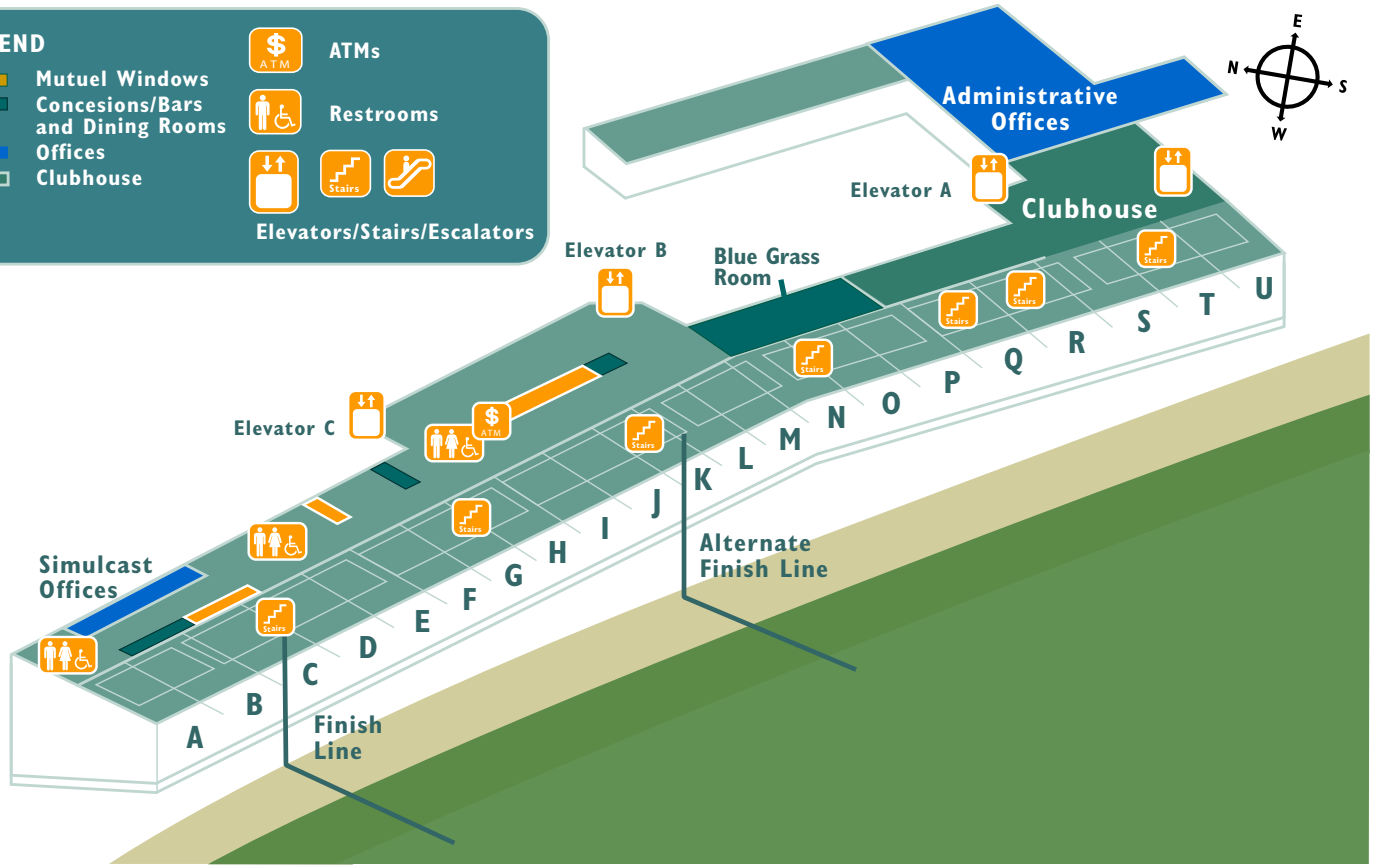 END
Mutuel Windows
Concesions/Bars
and Dining Rooms
Offices
Clubhouse
$
ATM
ATMs
Restrooms
Stairs
Elevators/Stairs/Escalators
E
N
S
W
Administrative
Offices
Elevator A
Clubhouse
Stairs
Elevator B
Blue Grass
Room
Stairs
Stairs
Stairs
Elevator C
$
ATM
Stairs
Stairs
Simulcast
Offices
Stairs
A
B
C
D
E
F
G
H
I
J
K
L
M
N
O
P
Q
R
S
T
U
Alternate
Finish Line
Finish
Line